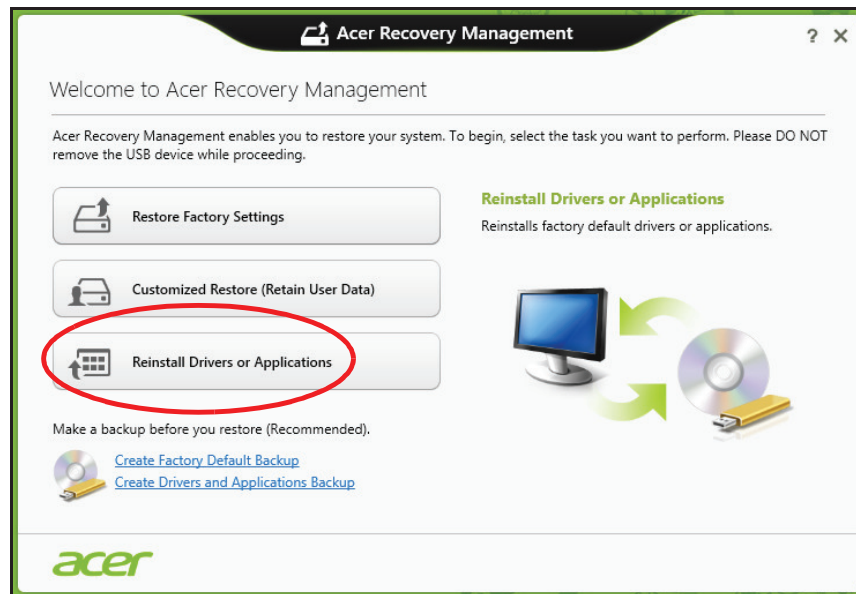 Acer Recovery Management
? X
Welcome to Acer Recovery Management
Acer Recovery Management enables you to restore your system. To begin, select the task you want to perform. Please DO NOT
remove the USB device while proceeding.
Restore Factory Settings
Reinstall Drivers or Applications
Reinstalls factory default drivers or applications.
Customized Restore (Retain User Data)
Reinstall Drivers or Applications
Make a backup before you restore (Recommended).
Create Factory Default Backup
Create Drivers and Applications Backup
acer